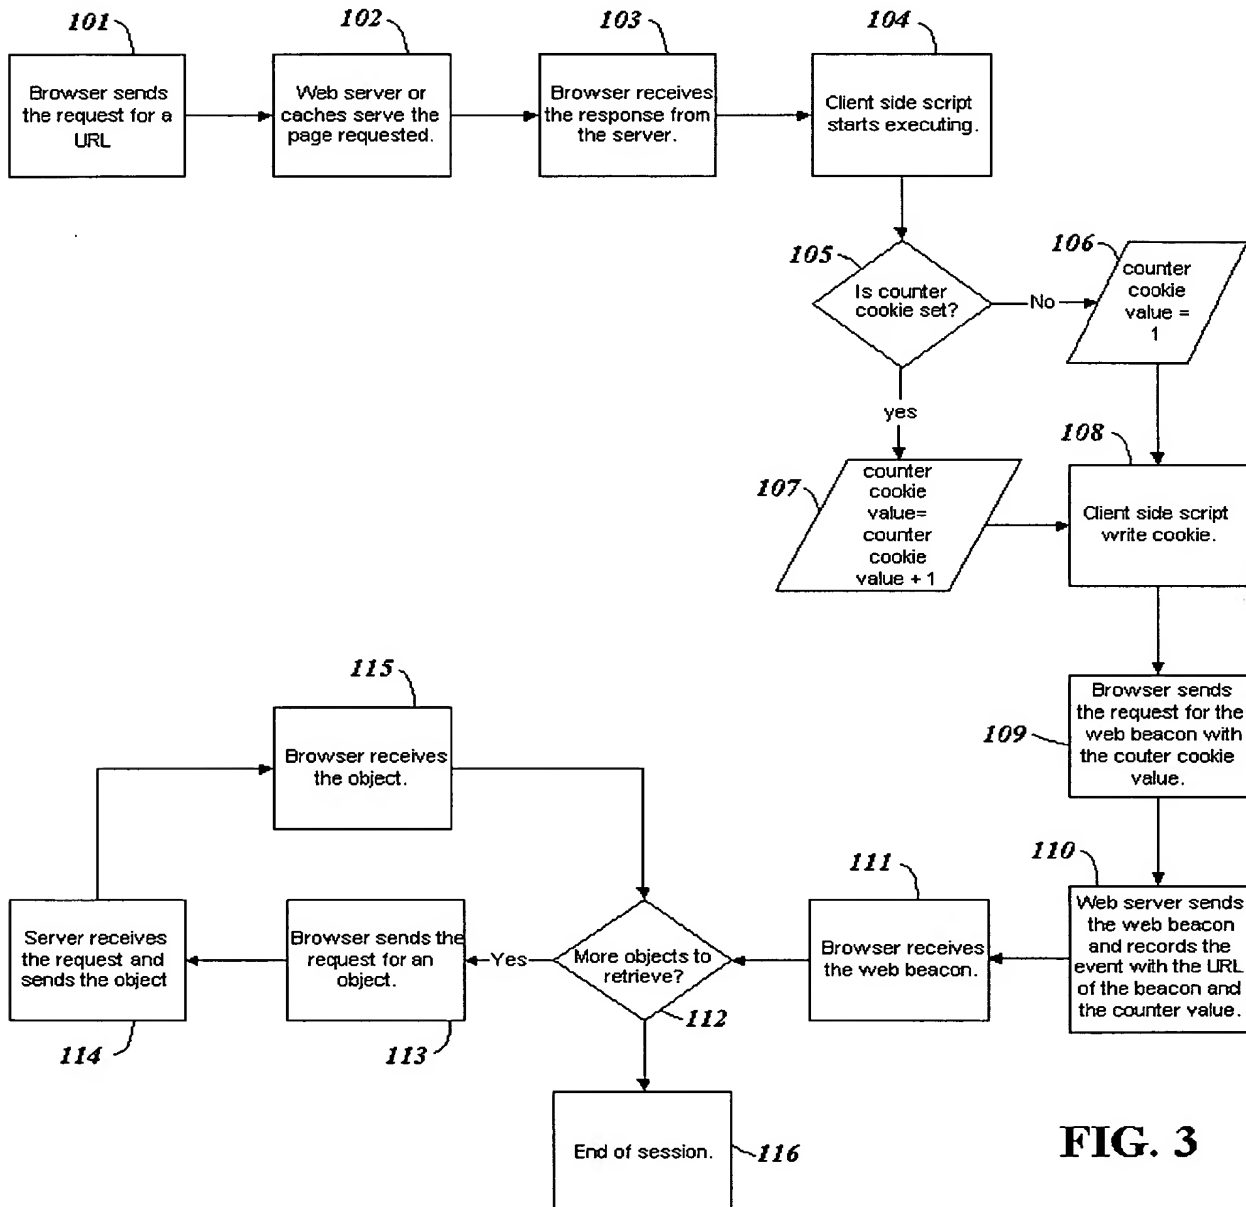 101
102
103
104
Browser sends
the request for a
URL
Web server or
caches serve the
page requested.
Browser receives
the response from
the server.
Client side script
starts executing.
105
Is counter
cookie set?
No
106
counter
cookie
value =
1
yes
107
counter
cookie
value=
counter
cookie
value + 1
108
Client side script
write cookie.
109
Browser sends
the request for the
web beacon with
the couter cookie
value.
110
Web server sends
the web beacon
and records the
event with the URL
of the beacon and
the counter value.
111
Browser receives
the web beacon.
More objects to
retrieve?
112
Yes
Browser sends the
request for an
object.
113
Server receives
the request and
sends the object
114
115
Browser receives
the object.
End of session.
116
FIG. 3